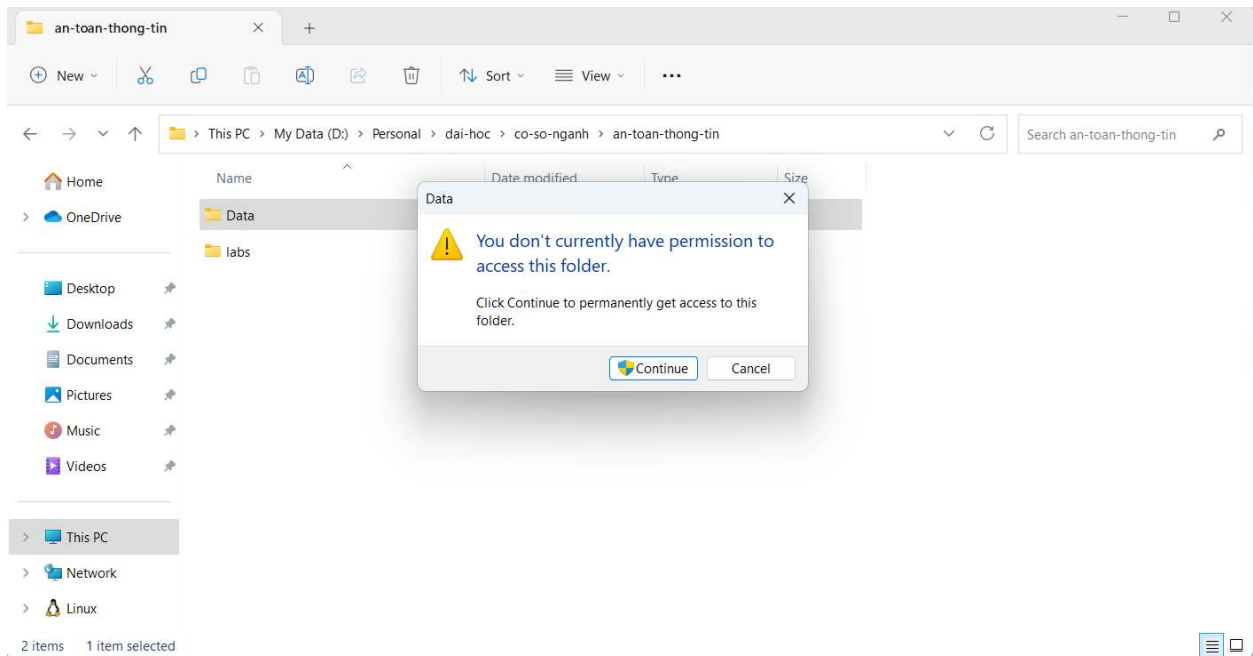 an-toan-thong-tin
New
Sort
View
This PC > My Data (D:) > Personal > dai-hoc > co-so-nganh > an-toan-thong-tin
Search an-toan-thong-tin
Home
OneDrive
Desktop
Downloads
Documents
Pictures
Music
Videos
This PC
Network
Linux
Name Date modified Type Size
Data
labs
Data
You don't currently have permission to
access this folder.
Click Continue to permanently get access to this
folder.
Continue Cancel
2 items 1 item selected